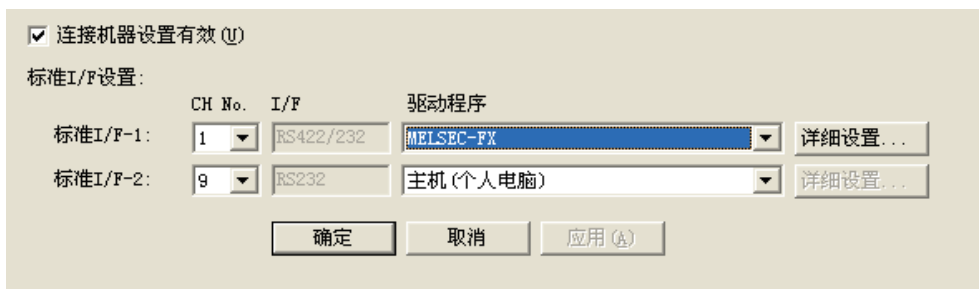 连接机器设置有效(U)
标准I/F设置:
CH No. I/F 驱动程序
标准I/F-1: 1 RS422/232 MELSEC-FX 详细设置...
标准I/F-2: 9 RS232 主机(个人电脑) 详细设置...
确定 取消 应用(A)